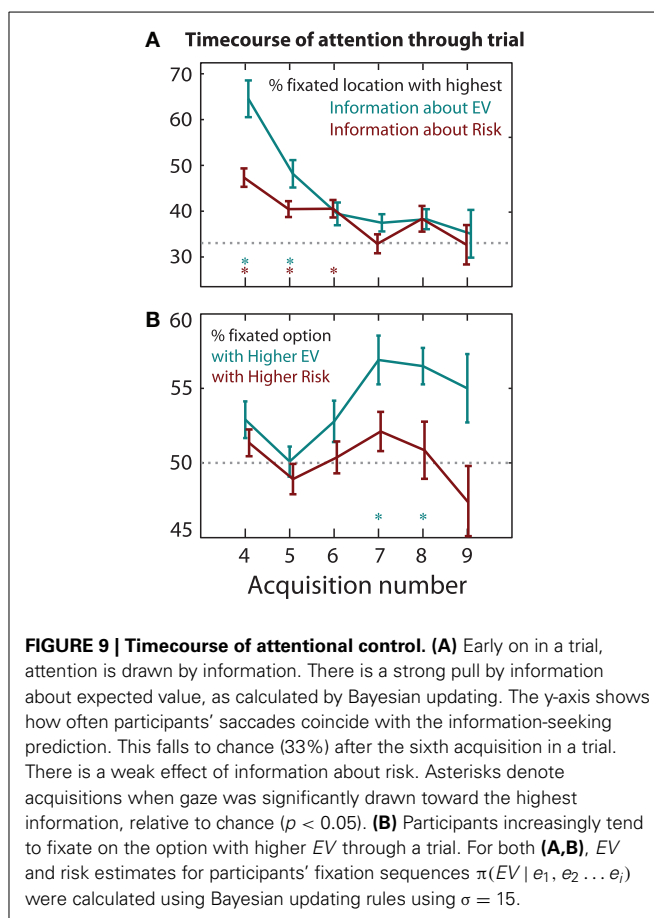 A Timecourse of attention through trial
70
60
50
40
30
% fixated location with highest
Information about EV
Information about Risk
* *
* * *
B
60
55
50
45
% fixated option
with Higher EV
with Higher Risk
* *
4 5 6 7 8 9
Acquisition number
FIGURE 9 | Timecourse of attentional control. (A) Early on in a trial,
attention is drawn by information. There is a strong pull by information
about expected value, as calculated by Bayesian updating. The y-axis shows
how often participants’ saccades coincide with the information-seeking
prediction. This falls to chance (33%) after the sixth acquisition in a trial.
There is a weak effect of information about risk. Asterisks denote
acquisitions when gaze was significantly drawn toward the highest
information, relative to chance (p < 0.05). (B) Participants increasingly tend
to fixate on the option with higher EV through a trial. For both (A,B), EV
and risk estimates for participants’ fixation sequences π(EV | e1, e2 ... ei)
were calculated using Bayesian updating rules using σ = 15.